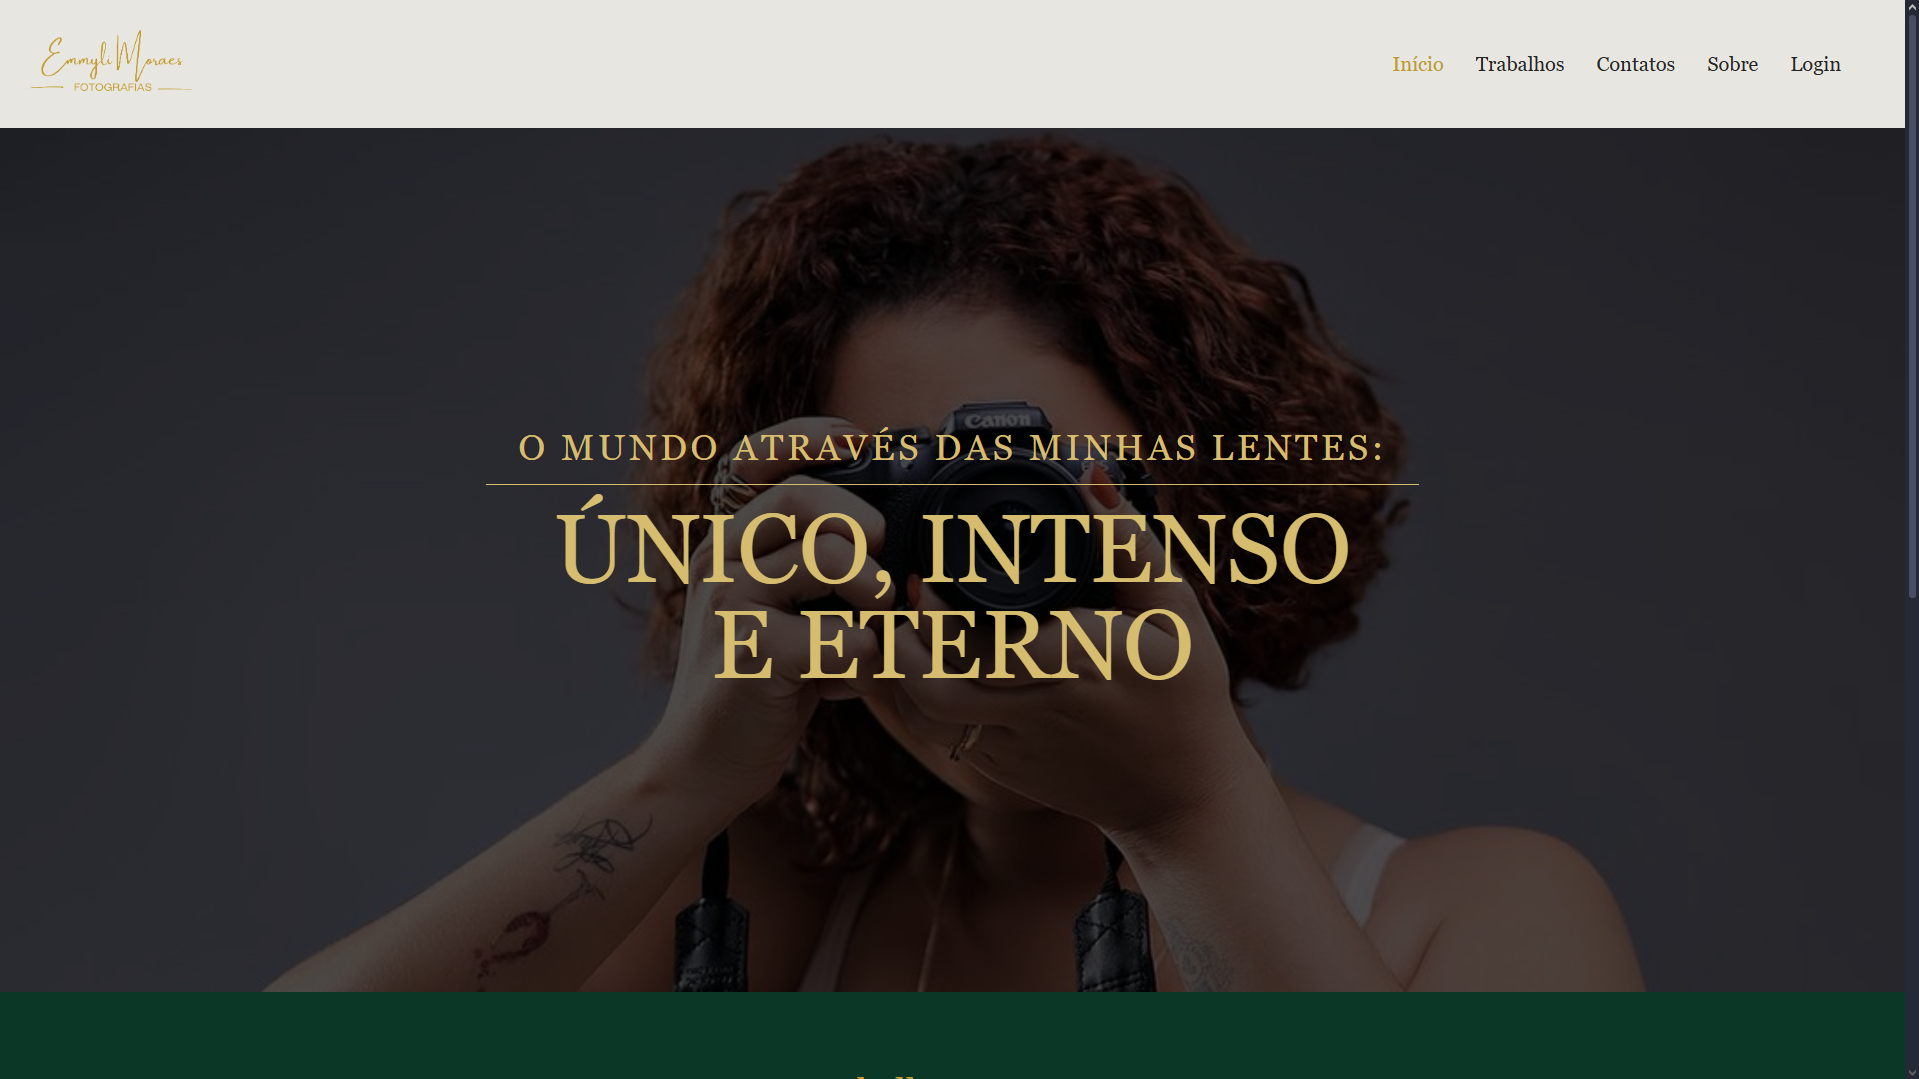 Emmyli Moraes
FOTOGRAFIAS
Início Trabalhos Contatos Sobre Login
Canon
O MUNDO ATRAVÉS DAS MINHAS LENTES:
ÚNICO, INTENSO
E ETERNO